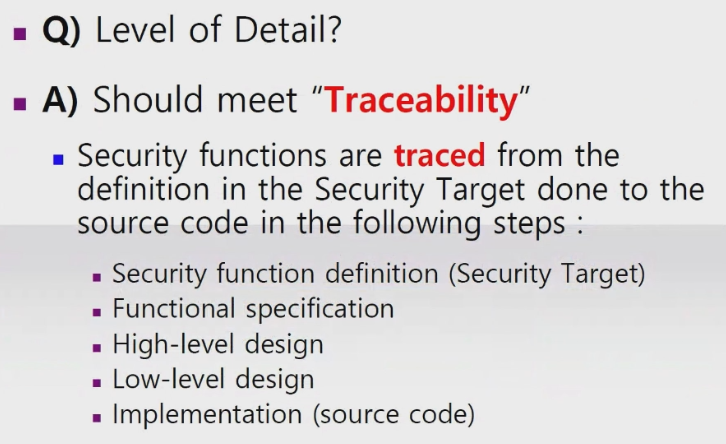 Q) Level of Detail?
A) Should meet “Traceability”
Security functions are traced from the
definition in the Security Target done to the
source code in the following steps :
Security function definition (Security Target)
Functional specification
High-level design
Low-level design
Implementation (source code)